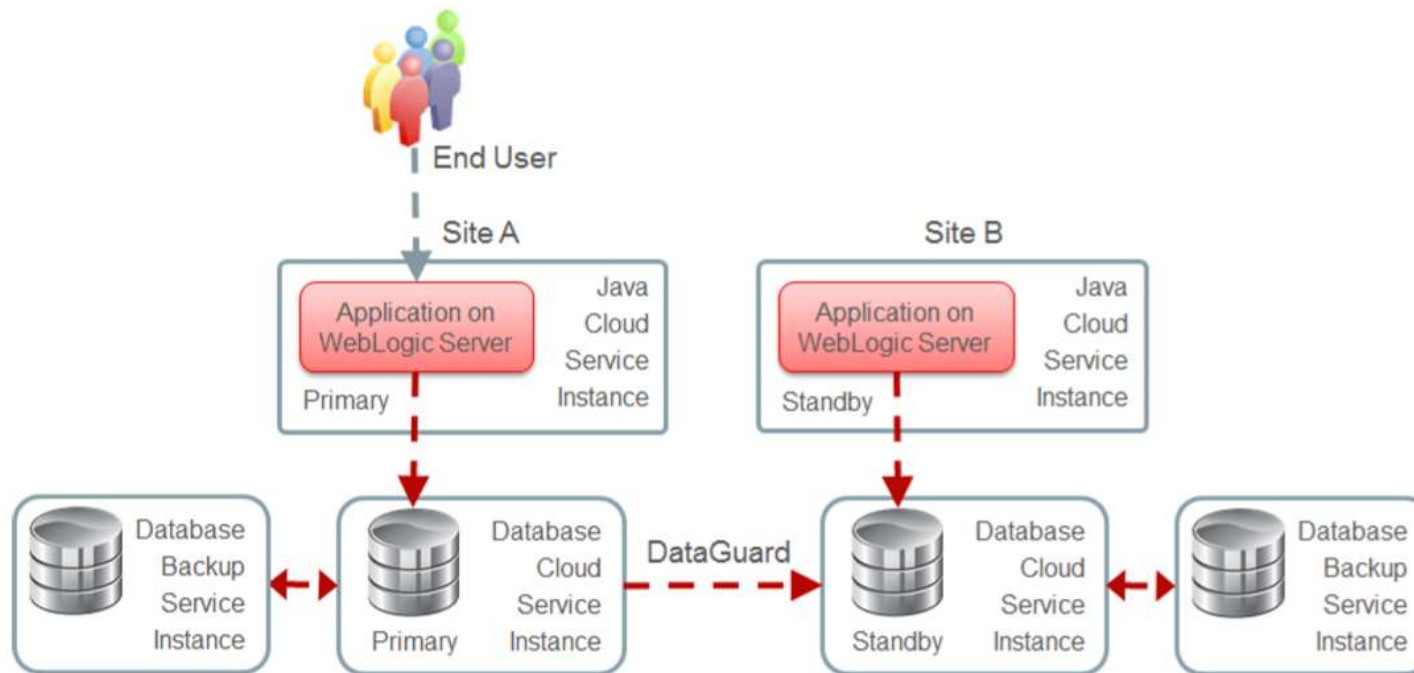 End User
Site A
Application on
WebLogic Server
Primary
Java
Cloud
Service
Instance
Site B
Application on
WebLogic Server
Standby
Java
Cloud
Service
Instance
Database
Backup
Service
Instance
Primary
Database
Cloud
Service
Instance
DataGuard
Standby
Database
Cloud
Service
Instance
Database
Backup
Service
Instance